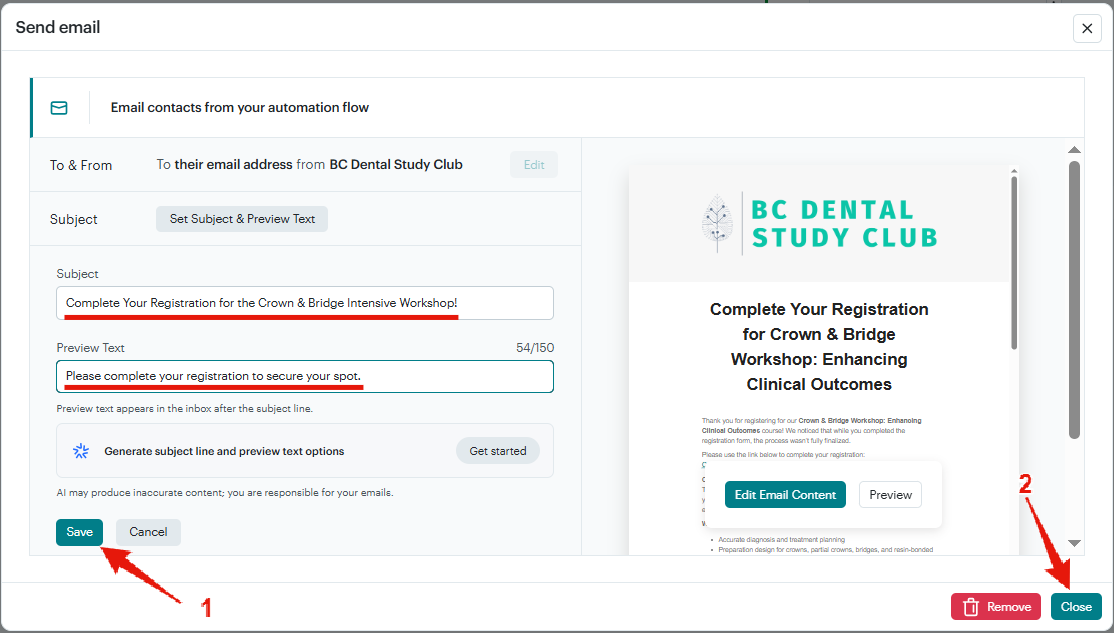 Send email
Email contacts from your automation flow
To & From
To their email address from BC Dental Study Club
Edit
Subject
Set Subject & Preview Text
Subject
Complete Your Registration for the Crown & Bridge Intensive Workshop!
Preview Text
54/150
Please complete your registration to secure your spot.
Preview text appears in the inbox after the subject line.
Generate subject line and preview text options
Get started
AI may produce inaccurate content; you are responsible for your emails.
Save
Cancel
1
BC DENTAL
STUDY CLUB
Complete Your Registration
for Crown & Bridge
Workshop: Enhancing
Clinical Outcomes
Thank you for registering for our Crown & Bridge Workshop: Enhancing
Clinical Outcomes course! We noticed that while you completed the
registration form, the process wasn't fully finalized.
Please use the link below to complete your registration:
Edit Email Content
Preview
Accurate diagnosis and treatment planning
Preparation design for crowns, partial crowns, bridges, and resin-bonded
2
Remove
Close